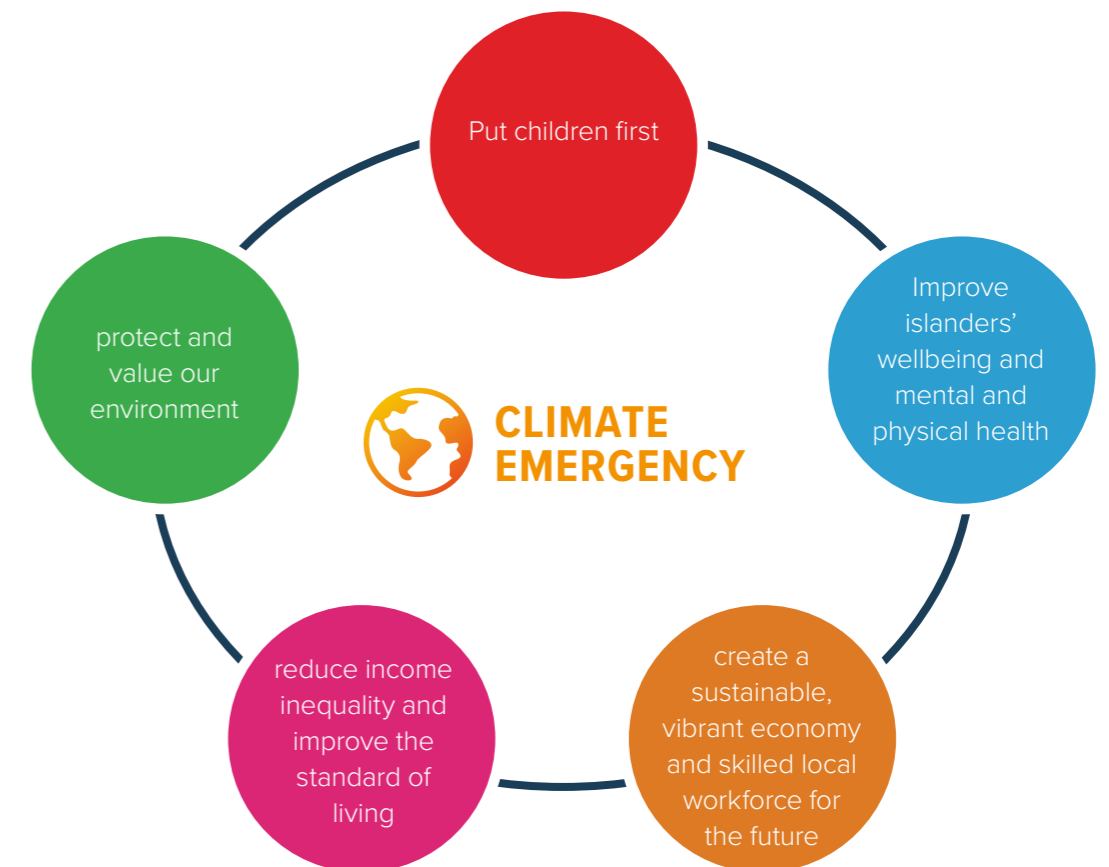 Put children first
Improve
islanders’
wellbeing and
mental and
physical health
create a
sustainable,
vibrant economy
and skilled local
workforce for
the future
reduce income
inequality and
improve the
standard of
living
protect and
value our
environment
CLIMATE
EMERGENCY